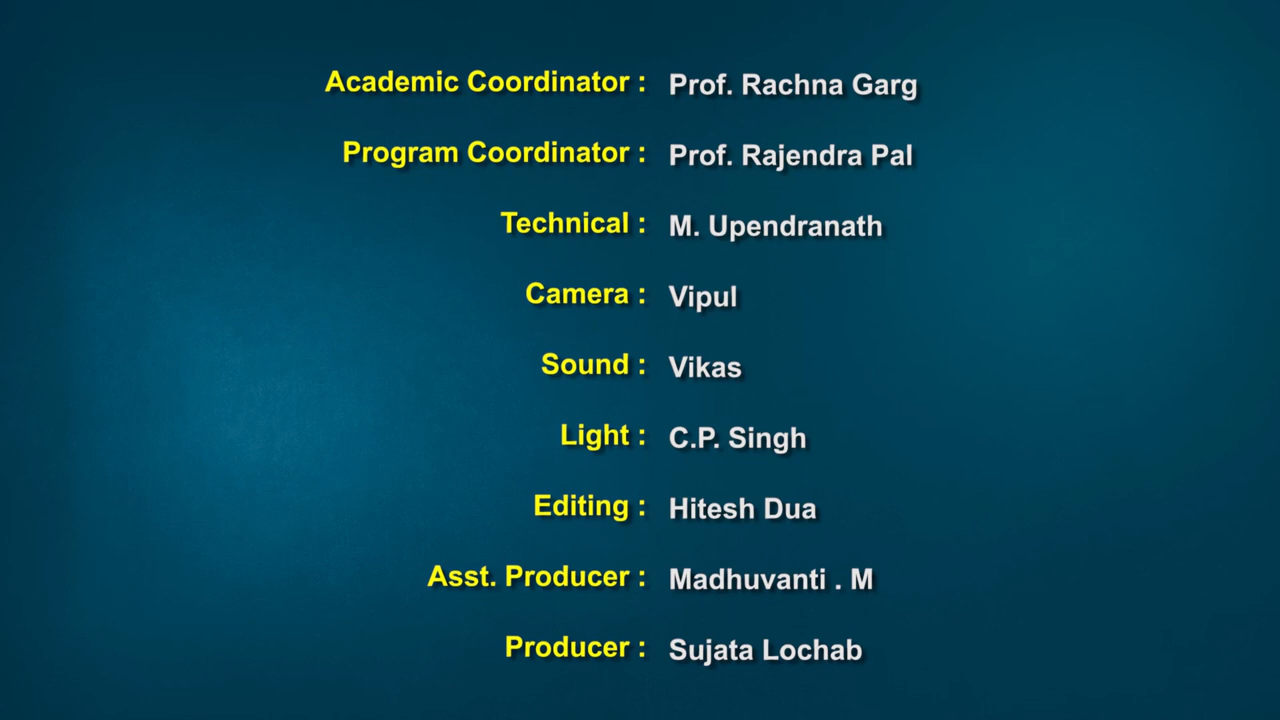 Academic Coordinator : Prof. Rachna Garg
Program Coordinator : Prof. Rajendra Pal
Technical : M. Upendranath
Camera : Vipul
Sound : Vikas
Light : C.P. Singh
Editing : Hitesh Dua
Asst. Producer : Madhuvanti . M
Producer : Sujata Lochab